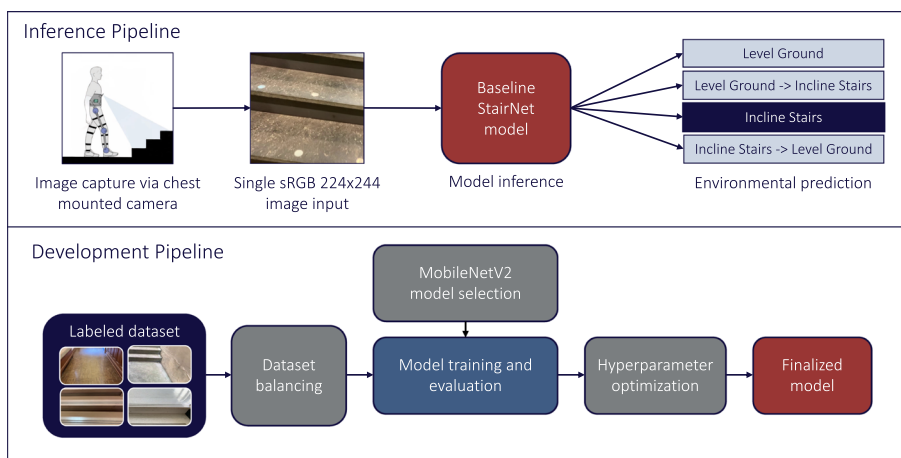 Inference Pipeline
Image capture via chest
mounted camera
Single sRGB 224x244
image input
Baseline
StairNet
model
Model inference
Level Ground
Level Ground -> Incline Stairs
Incline Stairs
Incline Stairs -> Level Ground
Environmental prediction
Development Pipeline
Labeled dataset
Dataset
balancing
MobileNetV2
model selection
Model training and
evaluation
Hyperparameter
optimization
Finalized
model